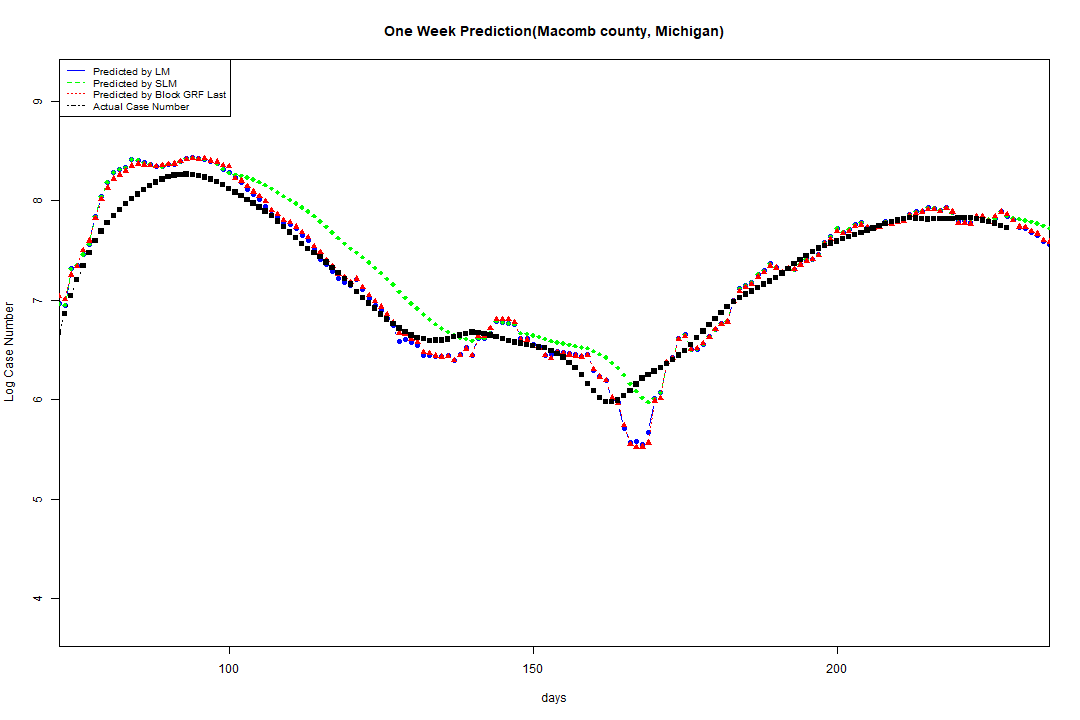 One Week Prediction(Macomb county, Michigan)
Predicted by LM
Predicted by SLM
Predicted by Block GRF Last
Actual Case Number
9
8
7
6
5
4
Log Case Number
100 150 200
days